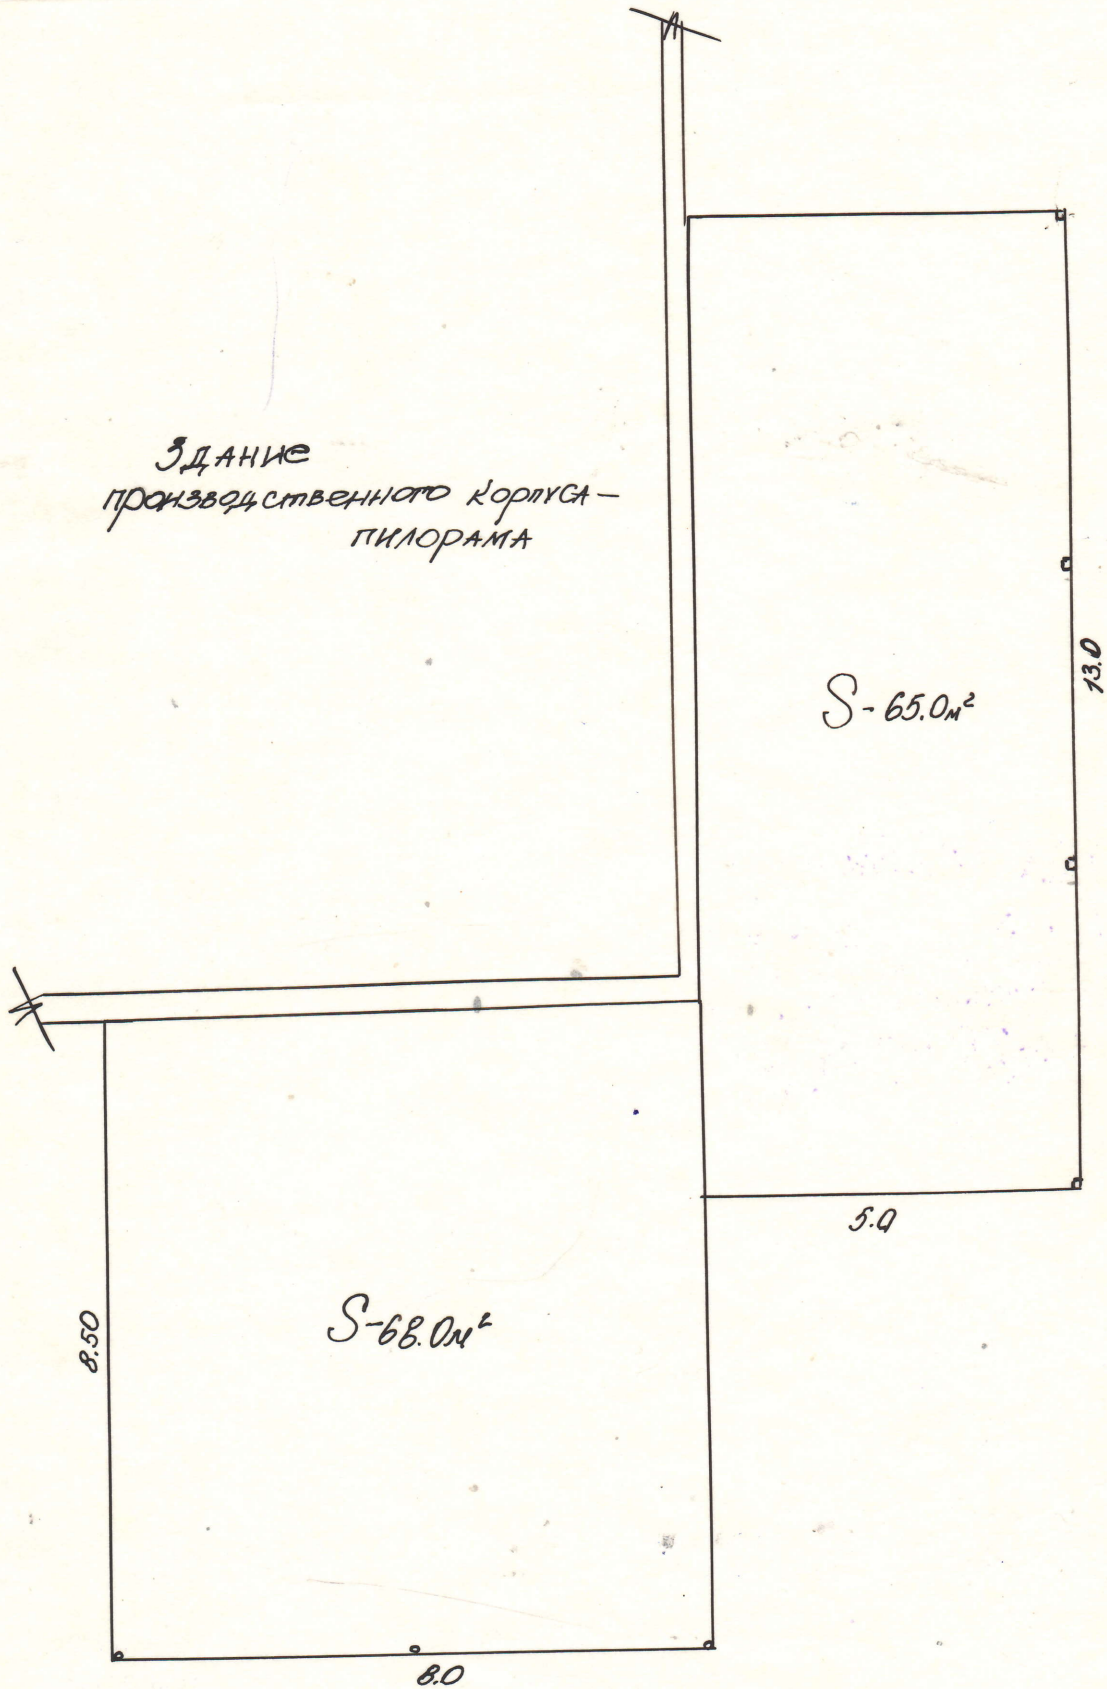 Здание
производственного корпуса –
пилорама
S - 65.0м²
13.0
5.0
S - 68.0м²
8.50
8.0